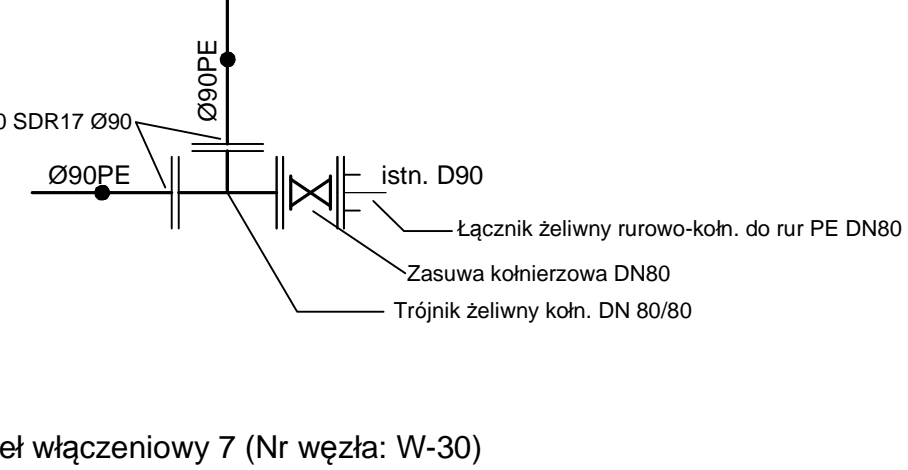 Ø90PE
0 SDR17 Ø90
Ø90PE
istn. D90
Łącznik żeliwny rurowo-kołn. do rur PE DN80
Zasuwa kołnierzowa DN80
Trójnik żeliwny kołn. DN 80/80
eł włączeniowy 7 (Nr węzła: W-30)